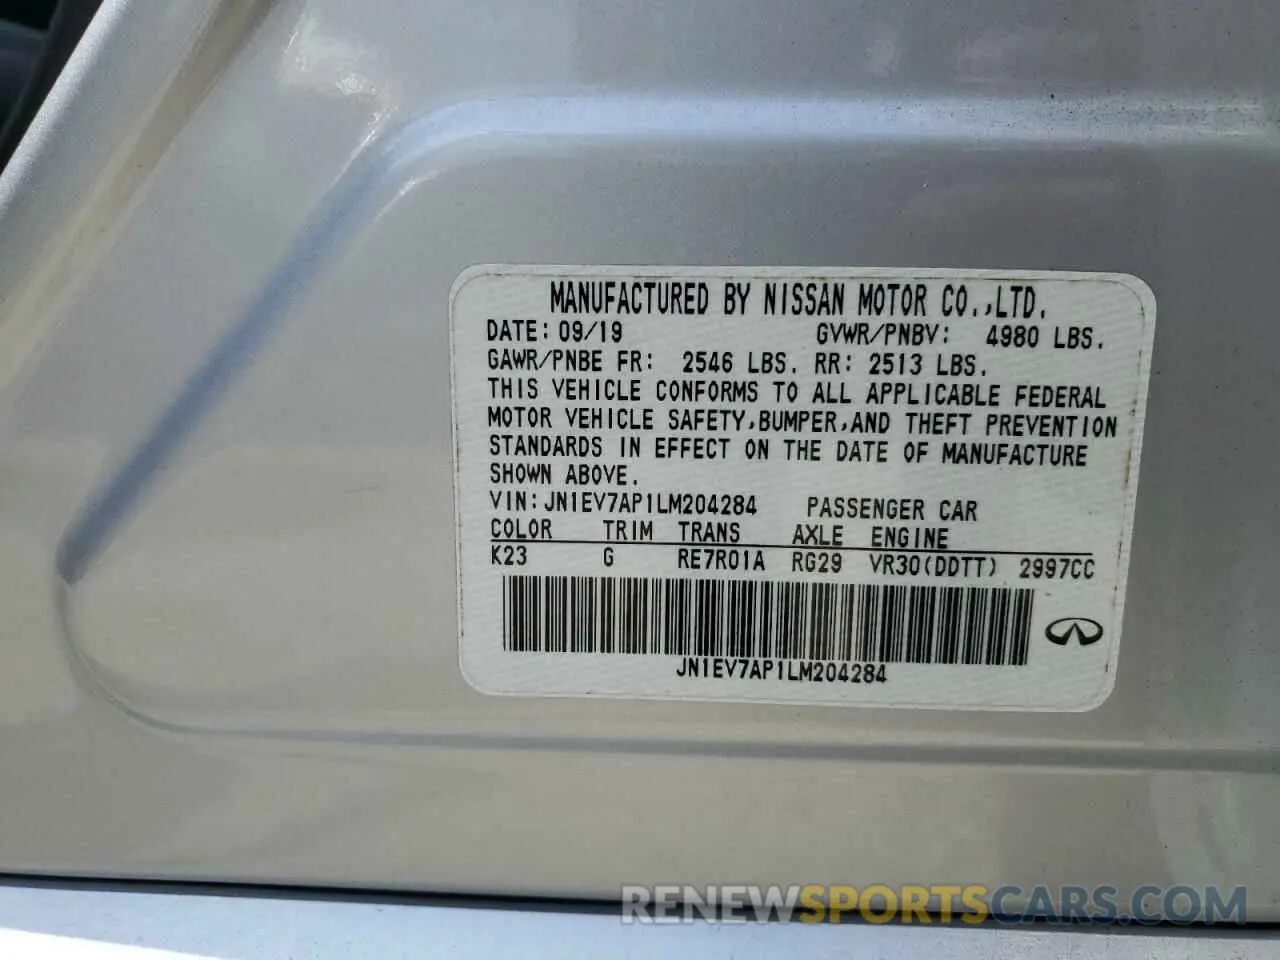 MANUFACTURED BY NISSAN MOTOR CO.,LTD.
DATE: 09/19 GVWR/PNBV: 4980 LBS.
GAWR/PNBE FR: 2546 LBS. RR: 2513 LBS.
THIS VEHICLE CONFORMS TO ALL APPLICABLE FEDERAL
MOTOR VEHICLE SAFETY,BUMPER,AND THEFT PREVENTION
STANDARDS IN EFFECT ON THE DATE OF MANUFACTURE
SHOWN ABOVE.
VIN:JN1EV7AP1LM204284 PASSENGER CAR
COLOR TRIM TRANS AXLE ENGINE
K23 G RE7R01A RG29 VR30(DDTT) 2997CC
JN1EV7AP1LM204284
RENEWSPORTSCARS.COM